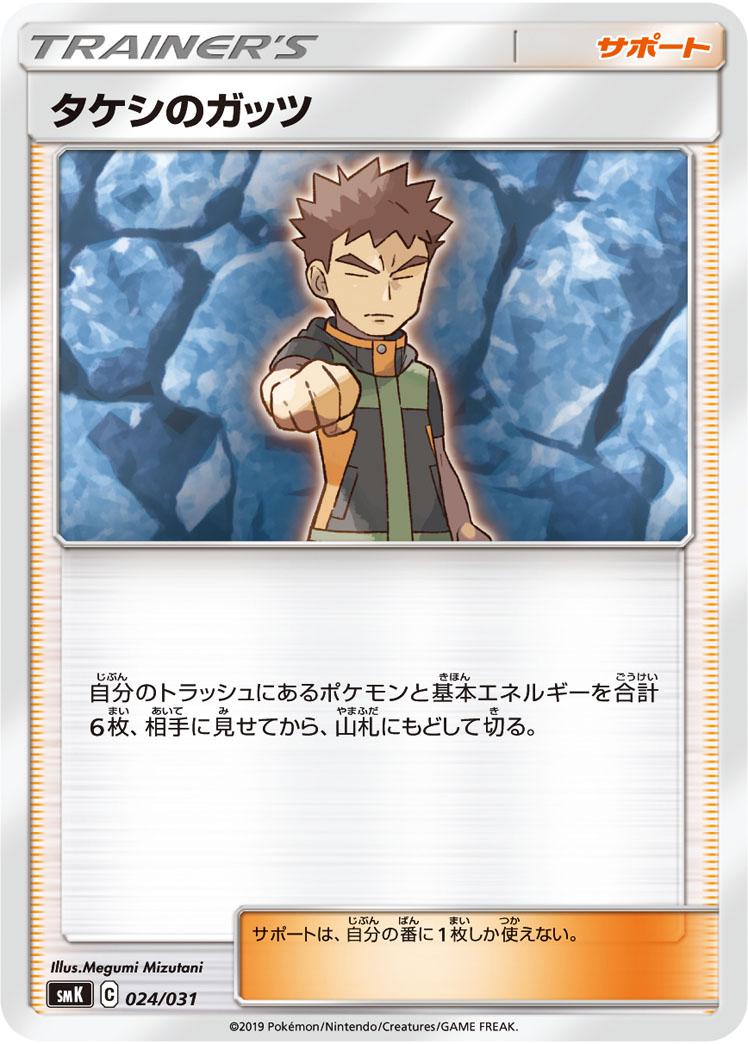 TRAINER'S
サポート
タケシのガッツ
自分のトラッシュにあるポケモンと基本エネルギーを合計
6枚、相手に見せてから、山札にもどして切る。
サポートは、自分の番に1枚しか使えない。
Illus.Megumi Mizutani
SMK C 024/031
©2019 Pokémon/Nintendo/Creatures/GAME FREAK.